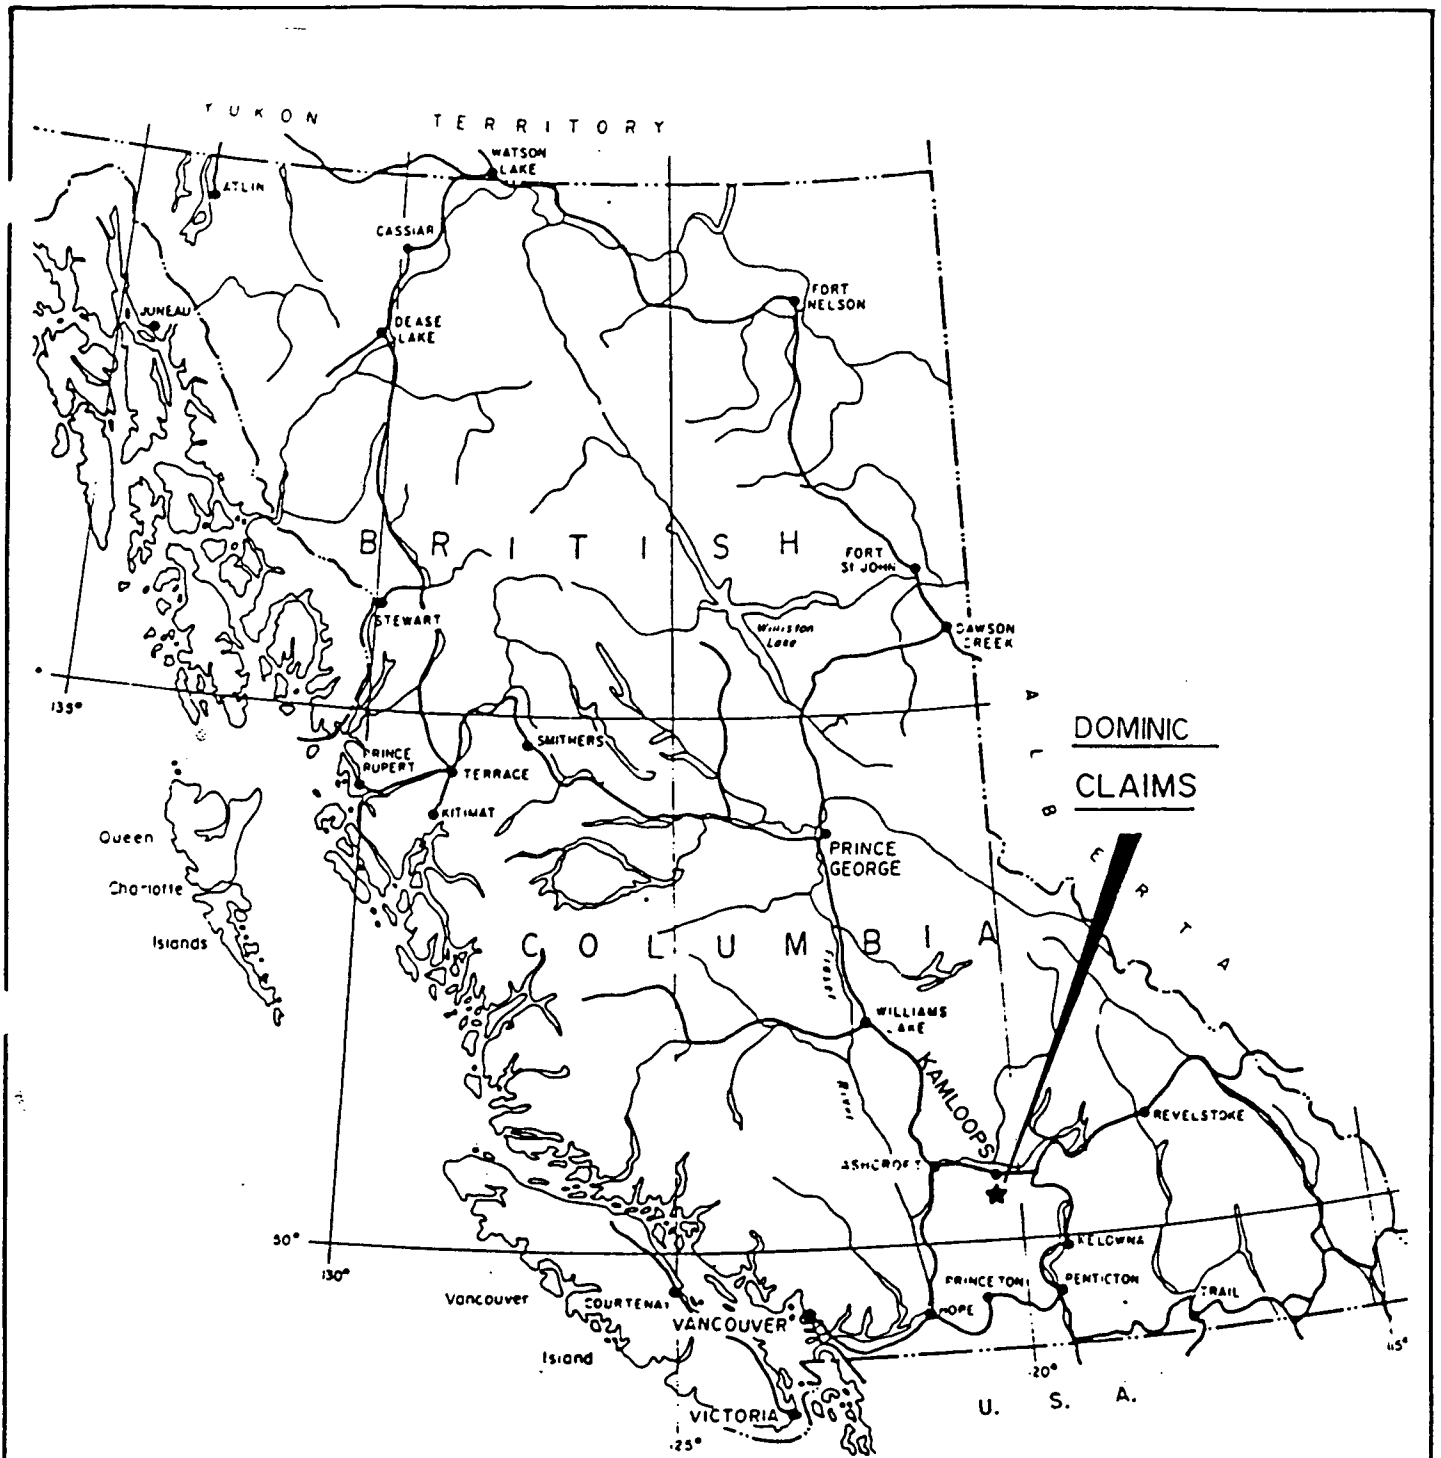 YUKON TERRITORY
WATSON
LAKE
ATLIN
CASSIAR
FORT
NELSON
JUNEAU
DEASE
LAKE
BRITISH
FORT
St JOHN
STEWART
Williston
Lake
DAWSON
CREEK
135°
ALBERTA
DOMINIC
CLAIMS
SMITHERS
PRINCE
RUPERT
TERRACE
KITIMAT
Queen
Charlotte
Islands
PRINCE
GEORGE
COLUMBIA
Fraser
River
WILLIAMS
LAKE
KAMLOOPS
REVELSTOKE
ASHCROFT
50°
130°
KELOWNA
Vancouver
Island
COURTENAY
PRINCETON
PENTICTON
TRAIL
VANCOUVER
HOPE
120°
115°
U. S. A.
VICTORIA
125°